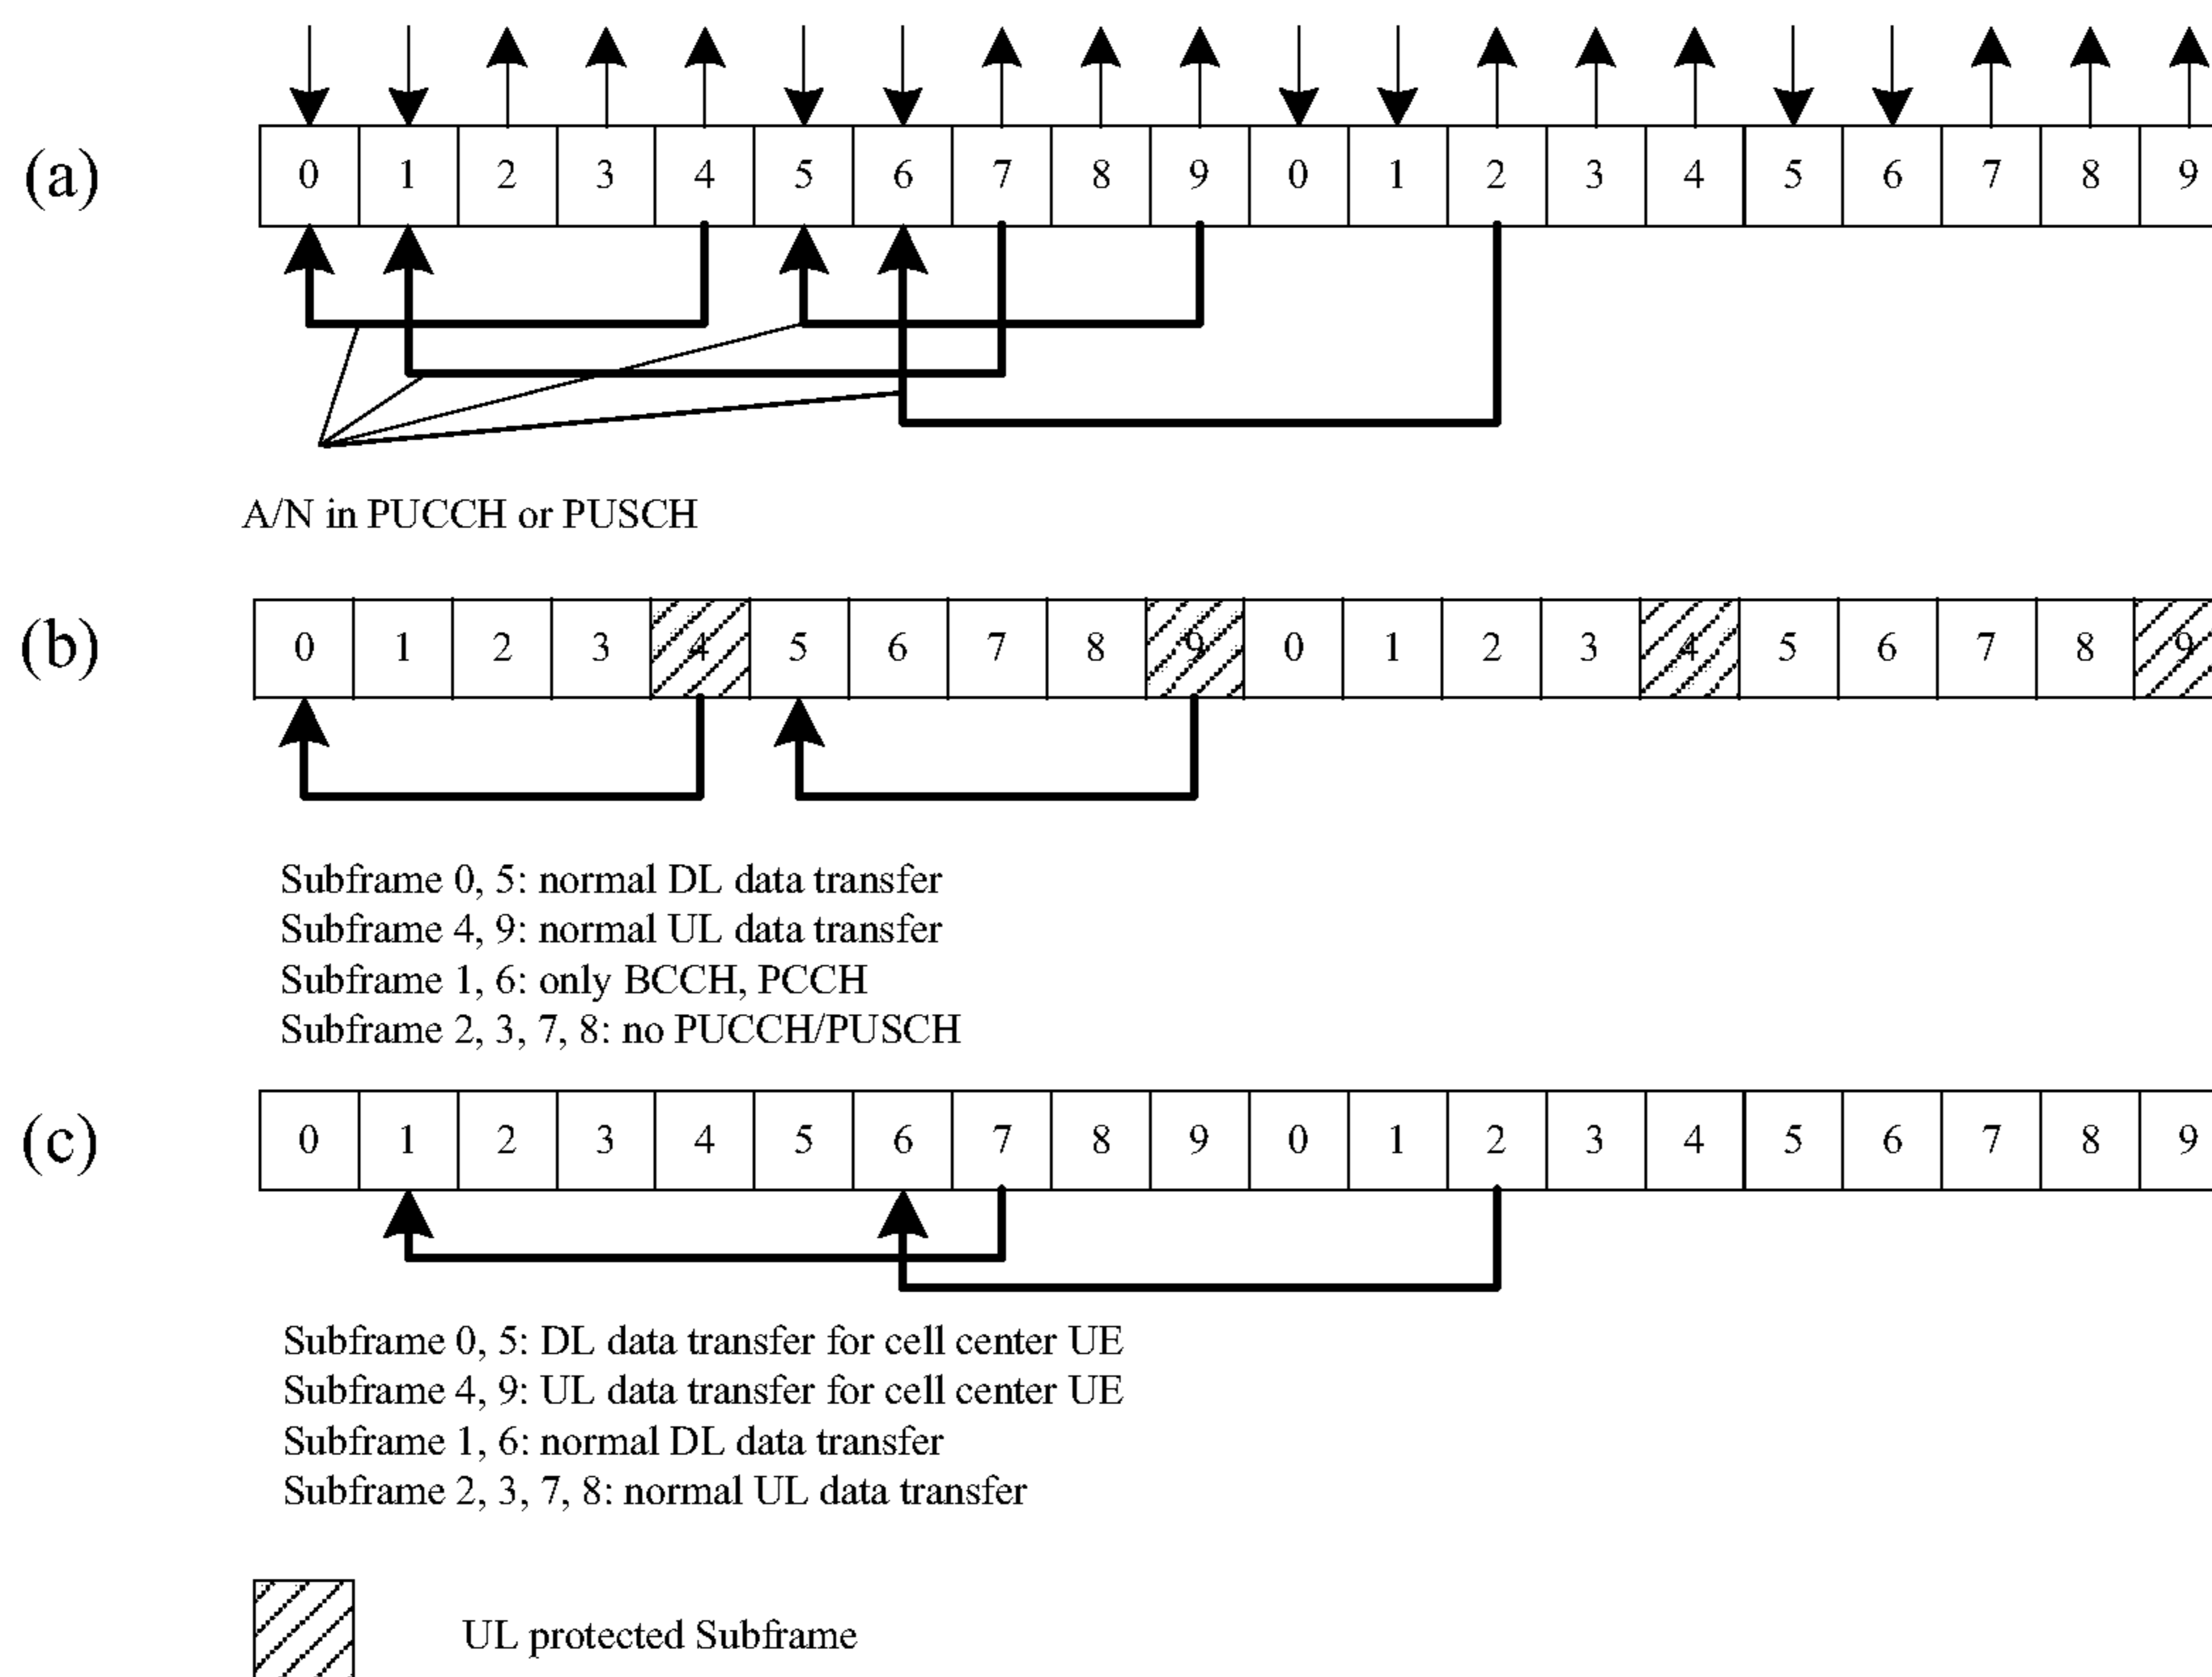 (a) 0 1 2 3 4 5 6 7 8 9 0 1 2 3 4 5 6 7 8 9
A/N in PUCCH or PUSCH
(b) 0 1 2 3 4 5 6 7 8 9 0 1 2 3 4 5 6 7 8 9
Subframe 0, 5: normal DL data transfer
Subframe 4, 9: normal UL data transfer
Subframe 1, 6: only BCCH, PCCH
Subframe 2, 3, 7, 8: no PUCCH/PUSCH
(c) 0 1 2 3 4 5 6 7 8 9 0 1 2 3 4 5 6 7 8 9
Subframe 0, 5: DL data transfer for cell center UE
Subframe 4, 9: UL data transfer for cell center UE
Subframe 1, 6: normal DL data transfer
Subframe 2, 3, 7, 8: normal UL data transfer
UL protected Subframe